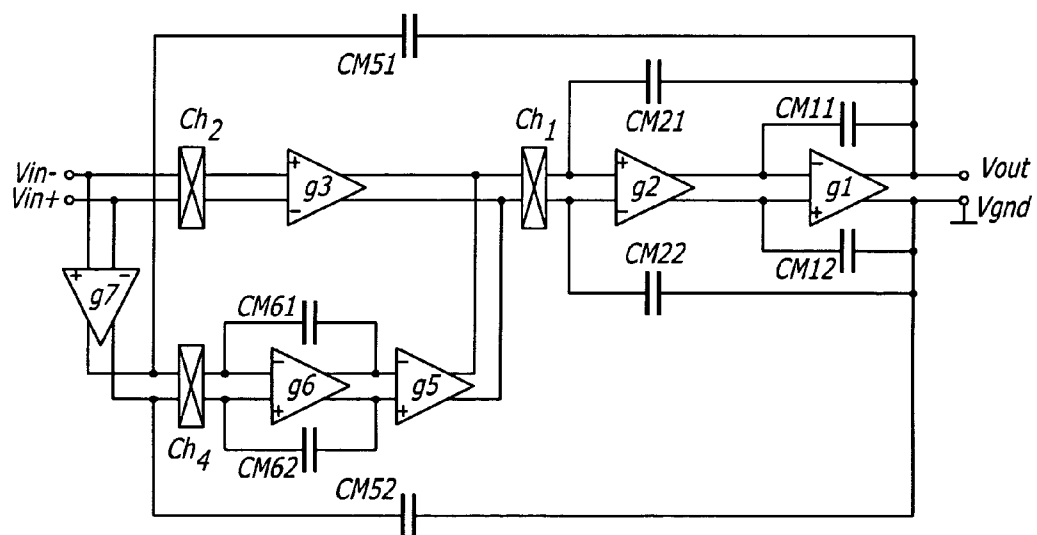 CM51
CM21
CM11
Ch2
Ch1
Vin-
Vin+
+
-
g3
+
-
g2
-
+
g1
Vout
Vgnd
CM12
CM22
+
-
g7
CM61
-
+
g6
-
+
g5
Ch4
CM62
CM52